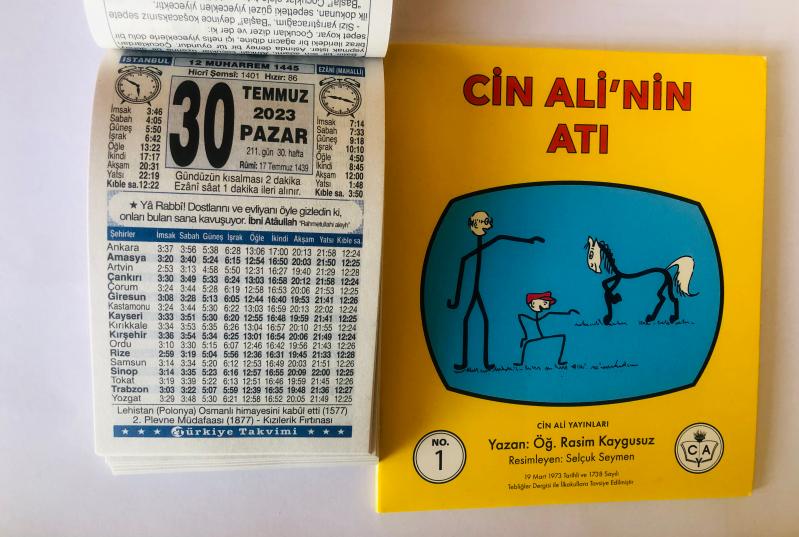 "Başla!"
ilk dokunan, sepetteki güzel yiyecekleri yiyecektir.
- Sizi yarıştıracağım. "Başla!" deyince koşacaksınız sepete
sepet koyar. Çocukları dizer ve der ki:
biraz ilerideki bir ağacın dibine, içi nefis yiyeceklerle dolu bir
İSTANBUL
12 MUHARREM 1445
Hicrî Şemsî: 1401 Hızır: 86
EZÂNÎ (MAHALLÎ)
İmsak 3:46
Sabah 4:05
Güneş 5:50
İşrak 6:42
Öğle 13:22
İkindi 17:17
Akşam 20:31
Yatsı 22:19
Kıble sa. 12:22
30
TEMMUZ
2023
PAZAR
211. gün 30. hafta
Rûmî: 17 Temmuz 1439
İmsak 7:14
Sabah 7:33
Güneş 9:18
İşrak 10:10
Öğle 4:50
İkindi 8:45
Akşam 12:00
Yatsı 1:48
Kıble sa. 3:50
Gündüzün kısalması 2 dakika
Ezânî sâat 1 dakika ileri alınır.
★ Yâ Rabbî! Dostlarını ve evliyanı öyle gizledin ki,
onları bulan sana kavuşuyor. İbni Atâullah "Rahmetullahi aleyh"
Şehirler İmsak Sabah Güneş İşrak Öğle İkindi Akşam Yatsı Kıble sa.
Ankara 3:37 3:56 5:38 6:28 13:06 17:00 20:13 21:58 12:24
Amasya 3:20 3:40 5:24 6:15 12:54 16:50 20:03 21:50 12:25
Artvin 2:53 3:13 4:58 5:50 12:31 16:27 19:40 21:29 12:28
Çankırı 3:30 3:49 5:33 6:24 13:03 16:58 20:12 21:58 12:24
Çorum 3:24 3:44 5:28 6:19 12:58 16:53 20:06 21:53 12:25
Giresun 3:08 3:28 5:13 6:05 12:44 16:40 19:53 21:41 12:26
Kastamonu 3:24 3:44 5:30 6:22 13:03 16:59 20:13 22:02 12:24
Kayseri 3:33 3:51 5:30 6:20 12:55 16:48 19:59 21:41 12:25
Kırıkkale 3:34 3:53 5:35 6:26 13:04 16:57 20:10 21:55 12:24
Kırşehir 3:36 3:54 5:34 6:25 13:01 16:54 20:06 21:49 12:24
Ordu 3:10 3:30 5:15 6:07 12:46 16:42 19:56 21:43 12:26
Rize 2:59 3:19 5:04 5:56 12:36 16:31 19:45 21:33 12:28
Samsun 3:14 3:34 5:20 6:12 12:53 16:49 20:03 21:51 12:26
Sinop 3:14 3:35 5:23 6:16 12:57 16:55 20:09 22:00 12:25
Tokat 3:19 3:39 5:22 6:13 12:51 16:46 19:59 21:45 12:26
Trabzon 3:03 3:22 5:07 5:59 12:39 16:35 19:48 21:36 12:27
Yozgat 3:29 3:48 5:30 6:21 12:58 16:52 20:05 21:49 12:25
Lehistan (Polonya) Osmanlı himayesini kabûl etti (1577)
2. Plevne Müdafaası (1877) - Kızılerik Fırtınası
★ ★ ★ Türkiye Takvimi ★ ★ ★
CİN ALİ'NİN
ATI
CİN ALİ YAYINLARI
NO.
1
Yazan: Öğ. Rasim Kaygusuz
Resimleyen: Selçuk Seymen
19 Mart 1973 Tarihli ve 1738 Sayılı
Tebliğler Dergisi ile İlkokullara Tavsiye Edilmiştir
C A
Y